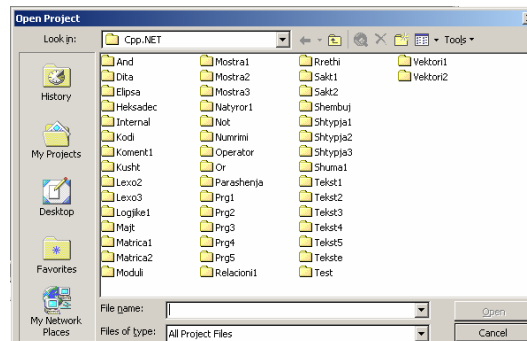 Open Project
Look in: Cpp.NET Tools
History
My Projects
Desktop
Favorites
My Network Places
And
Dita
Elipsa
Heksadec
Internal
Kodi
Koment1
Kusht
Lexo2
Lexo3
Logjike1
Majt
Matrica1
Matrica2
Moduli
Mostra1
Mostra2
Mostra3
Natyror1
Not
Numrimi
Operator
Or
Parashenja
Prg1
Prg2
Prg3
Prg4
Prg5
Relacioni1
Rrethi
Sakt1
Sakt2
Shembuj
Shtypja1
Shtypja2
Shtypja3
Shuma1
Tekst1
Tekst2
Tekst3
Tekst4
Tekst5
Tekste
Test
Vektori1
Vektori2
File name: Open
Files of type: All Project Files Cancel